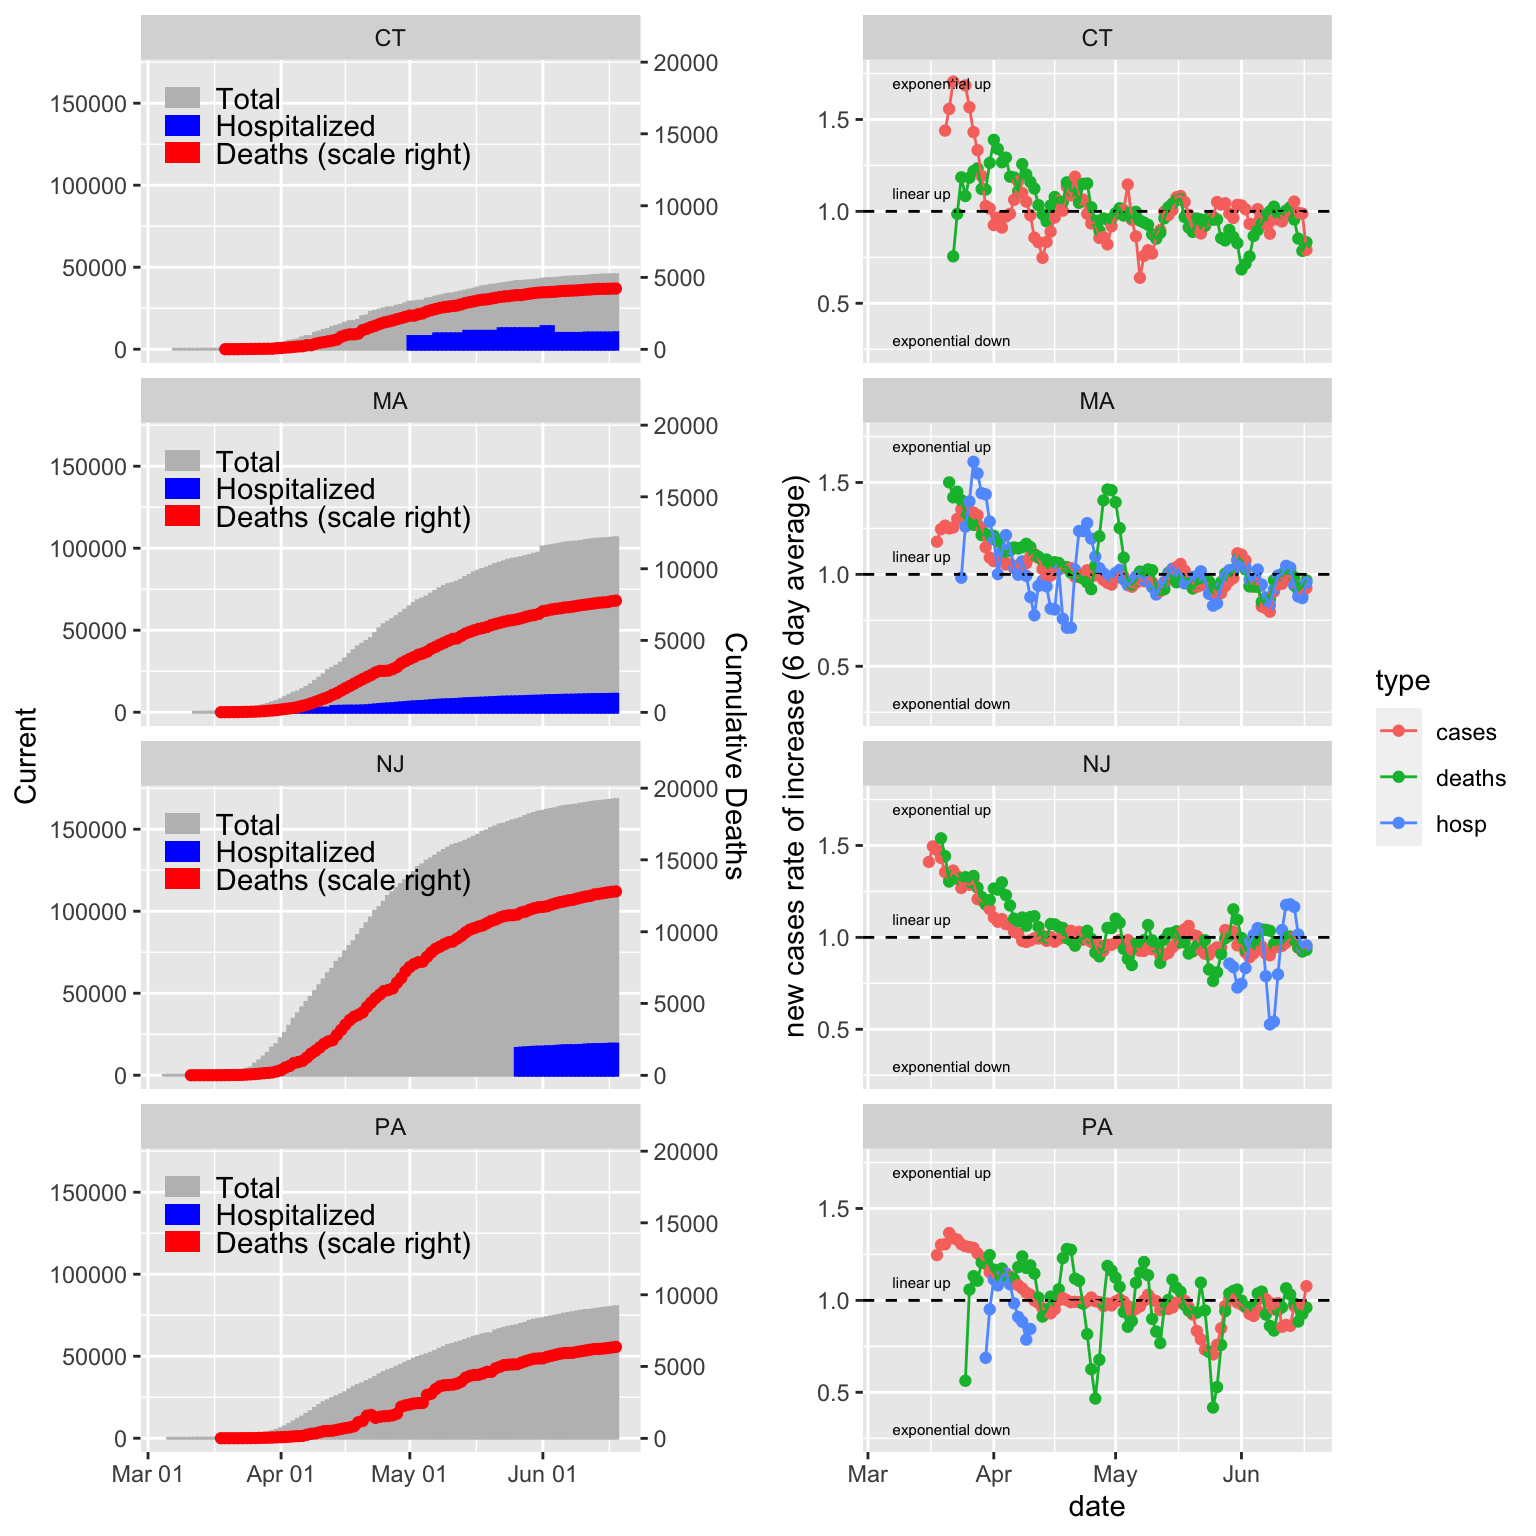 CT
150000
100000
50000
0
20000
15000
10000
5000
0
Total
Hospitalized
Deaths (scale right)
MA
150000
100000
50000
0
20000
15000
10000
5000
0
Total
Hospitalized
Deaths (scale right)
NJ
150000
100000
50000
0
20000
15000
10000
5000
0
Total
Hospitalized
Deaths (scale right)
PA
150000
100000
50000
0
20000
15000
10000
5000
0
Total
Hospitalized
Deaths (scale right)
Mar 01
Apr 01
May 01
Jun 01
Current
Cumulative Deaths
CT
1.5
1.0
0.5
exponential up
linear up
exponential down
MA
1.5
1.0
0.5
exponential up
linear up
exponential down
NJ
1.5
1.0
0.5
exponential up
linear up
exponential down
PA
1.5
1.0
0.5
exponential up
linear up
exponential down
Mar
Apr
May
Jun
date
new cases rate of increase (6 day average)
type
cases
deaths
hosp